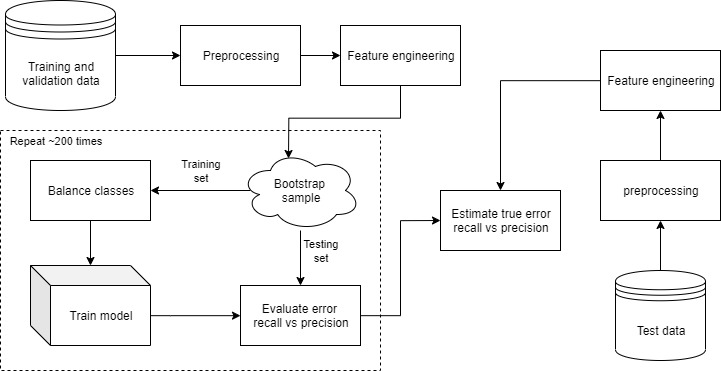 Training and
validation data
Preprocessing
Feature engineering
Feature engineering
Repeat ~200 times
Training
set
Bootstrap
sample
Balance classes
preprocessing
Estimate true error
recall vs precision
Testing
set
Train model
Evaluate error
recall vs precision
Test data